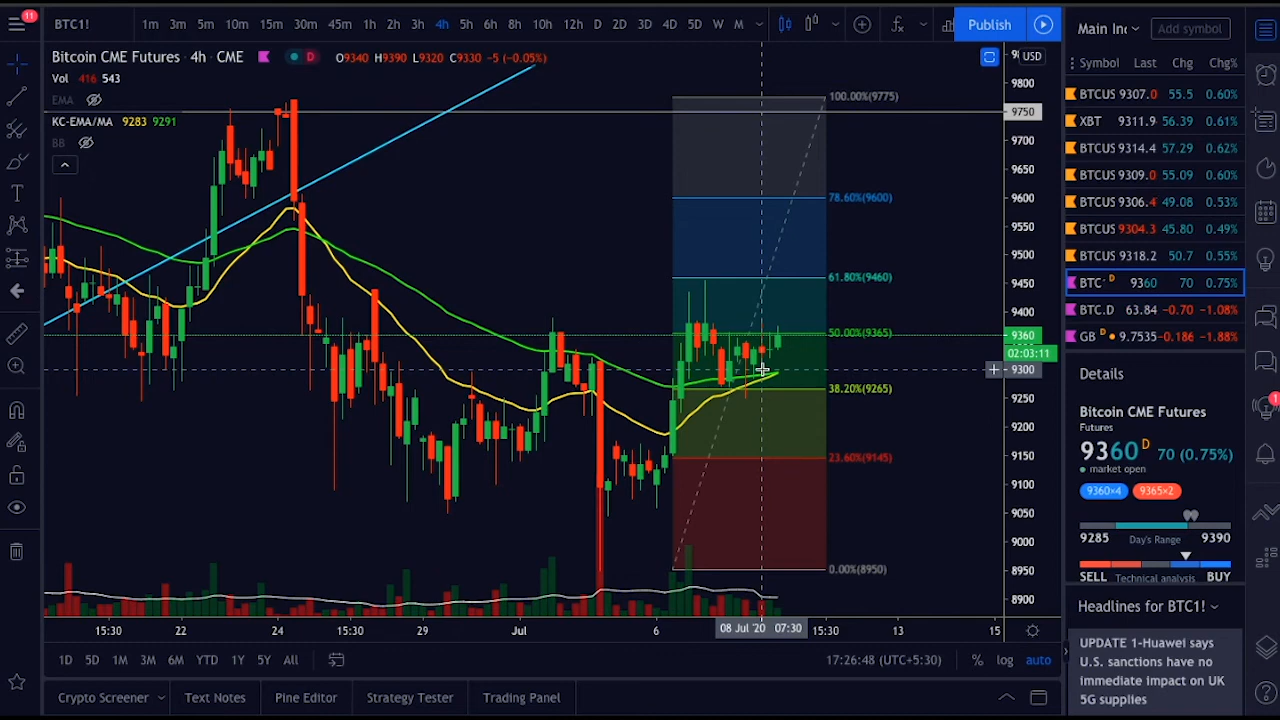 11
BTC1!
1m 3m 5m 10m 15m 30m 45m 1h 2h 3h 4h 5h 6h 8h 10h 12h D 2D 3D 4D 5D W M
Publish
Main Inc
Add symbol
Bitcoin CME Futures · 4h · CME
D
O9340 H9390 L9320 C9330 -5 (-0.05%)
Vol 416 543
EMA
KC-EMA/MA 9283 9291
BB
USD
9800
9750
9700
9650
9600
9550
9500
9450
9400
9360
02:03:11
9300
9250
9200
9150
9100
9050
9000
8950
8900
100.00%(9775)
78.60%(9600)
61.80%(9460)
50.00%(9365)
38.20%(9265)
23.60%(9145)
0.00%(8950)
Symbol Last Chg Chg%
BTCUS 9307.0 55.5 0.60%
XBT 9311.9 56.39 0.61%
BTCUS 9314.4 57.29 0.62%
BTCUS 9309.0 55.09 0.60%
BTCUS 9306.4 49.08 0.53%
BTCUS 9304.3 45.80 0.49%
BTCUS 9318.2 50.7 0.55%
BTC D 9360 70 0.75%
BTC.D 63.84 -0.70 -1.08%
GB D 9.7535 -0.186 -1.88%
Details
Bitcoin CME Futures
Futures
9360 D 70 (0.75%)
market open
9360×4 9365×2
9285 Day's Range 9390
SELL Technical analysis BUY
Headlines for BTC1!
UPDATE 1-Huawei says
U.S. sanctions have no
immediate impact on UK
5G supplies
1
15:30 22 24 15:30 29 Jul 6 08 Jul '20 07:30 15:30 13 15
1D 5D 1M 3M 6M YTD 1Y 5Y All
17:26:48 (UTC+5:30) % log auto
Crypto Screener Text Notes Pine Editor Strategy Tester Trading Panel